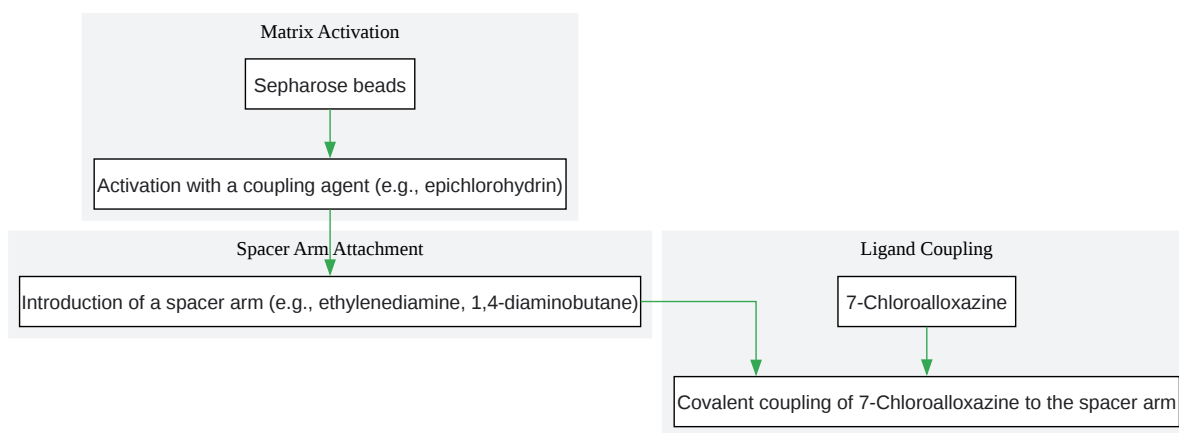 Matrix Activation
Sepharose beads
Activation with a coupling agent (e.g., epichlorohydrin)
Spacer Arm Attachment
Introduction of a spacer arm (e.g., ethylenediamine, 1,4-diaminobutane)
Ligand Coupling
7-Chloroalloxazine
Covalent coupling of 7-Chloroalloxazine to the spacer arm